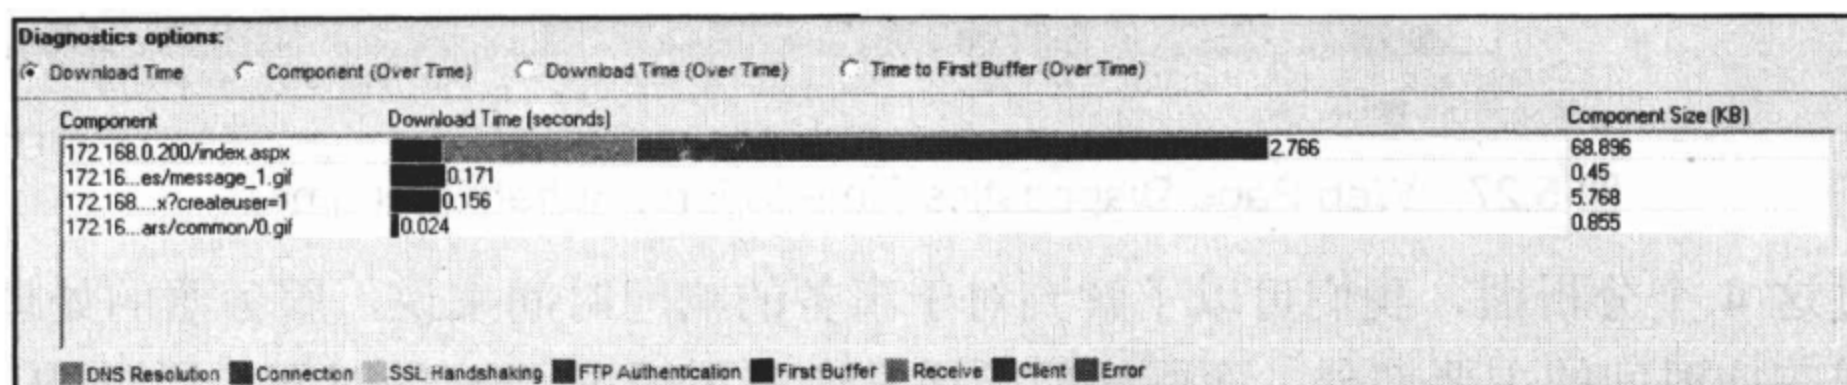 Diagnostics options:
Download Time Component (Over Time) Download Time (Over Time) Time to First Buffer (Over Time)
Component Download Time (seconds) Component Size (KB)
172.168.0.200/index.aspx 2.766 68.896
172.16...es/message_1.gif 0.171 0.45
172.168....x?createuser=1 0.156 5.768
172.16...ars/common/0.gif 0.024 0.855
DNS Resolution Connection SSL Handshaking FTP Authentication First Buffer Receive Client Error